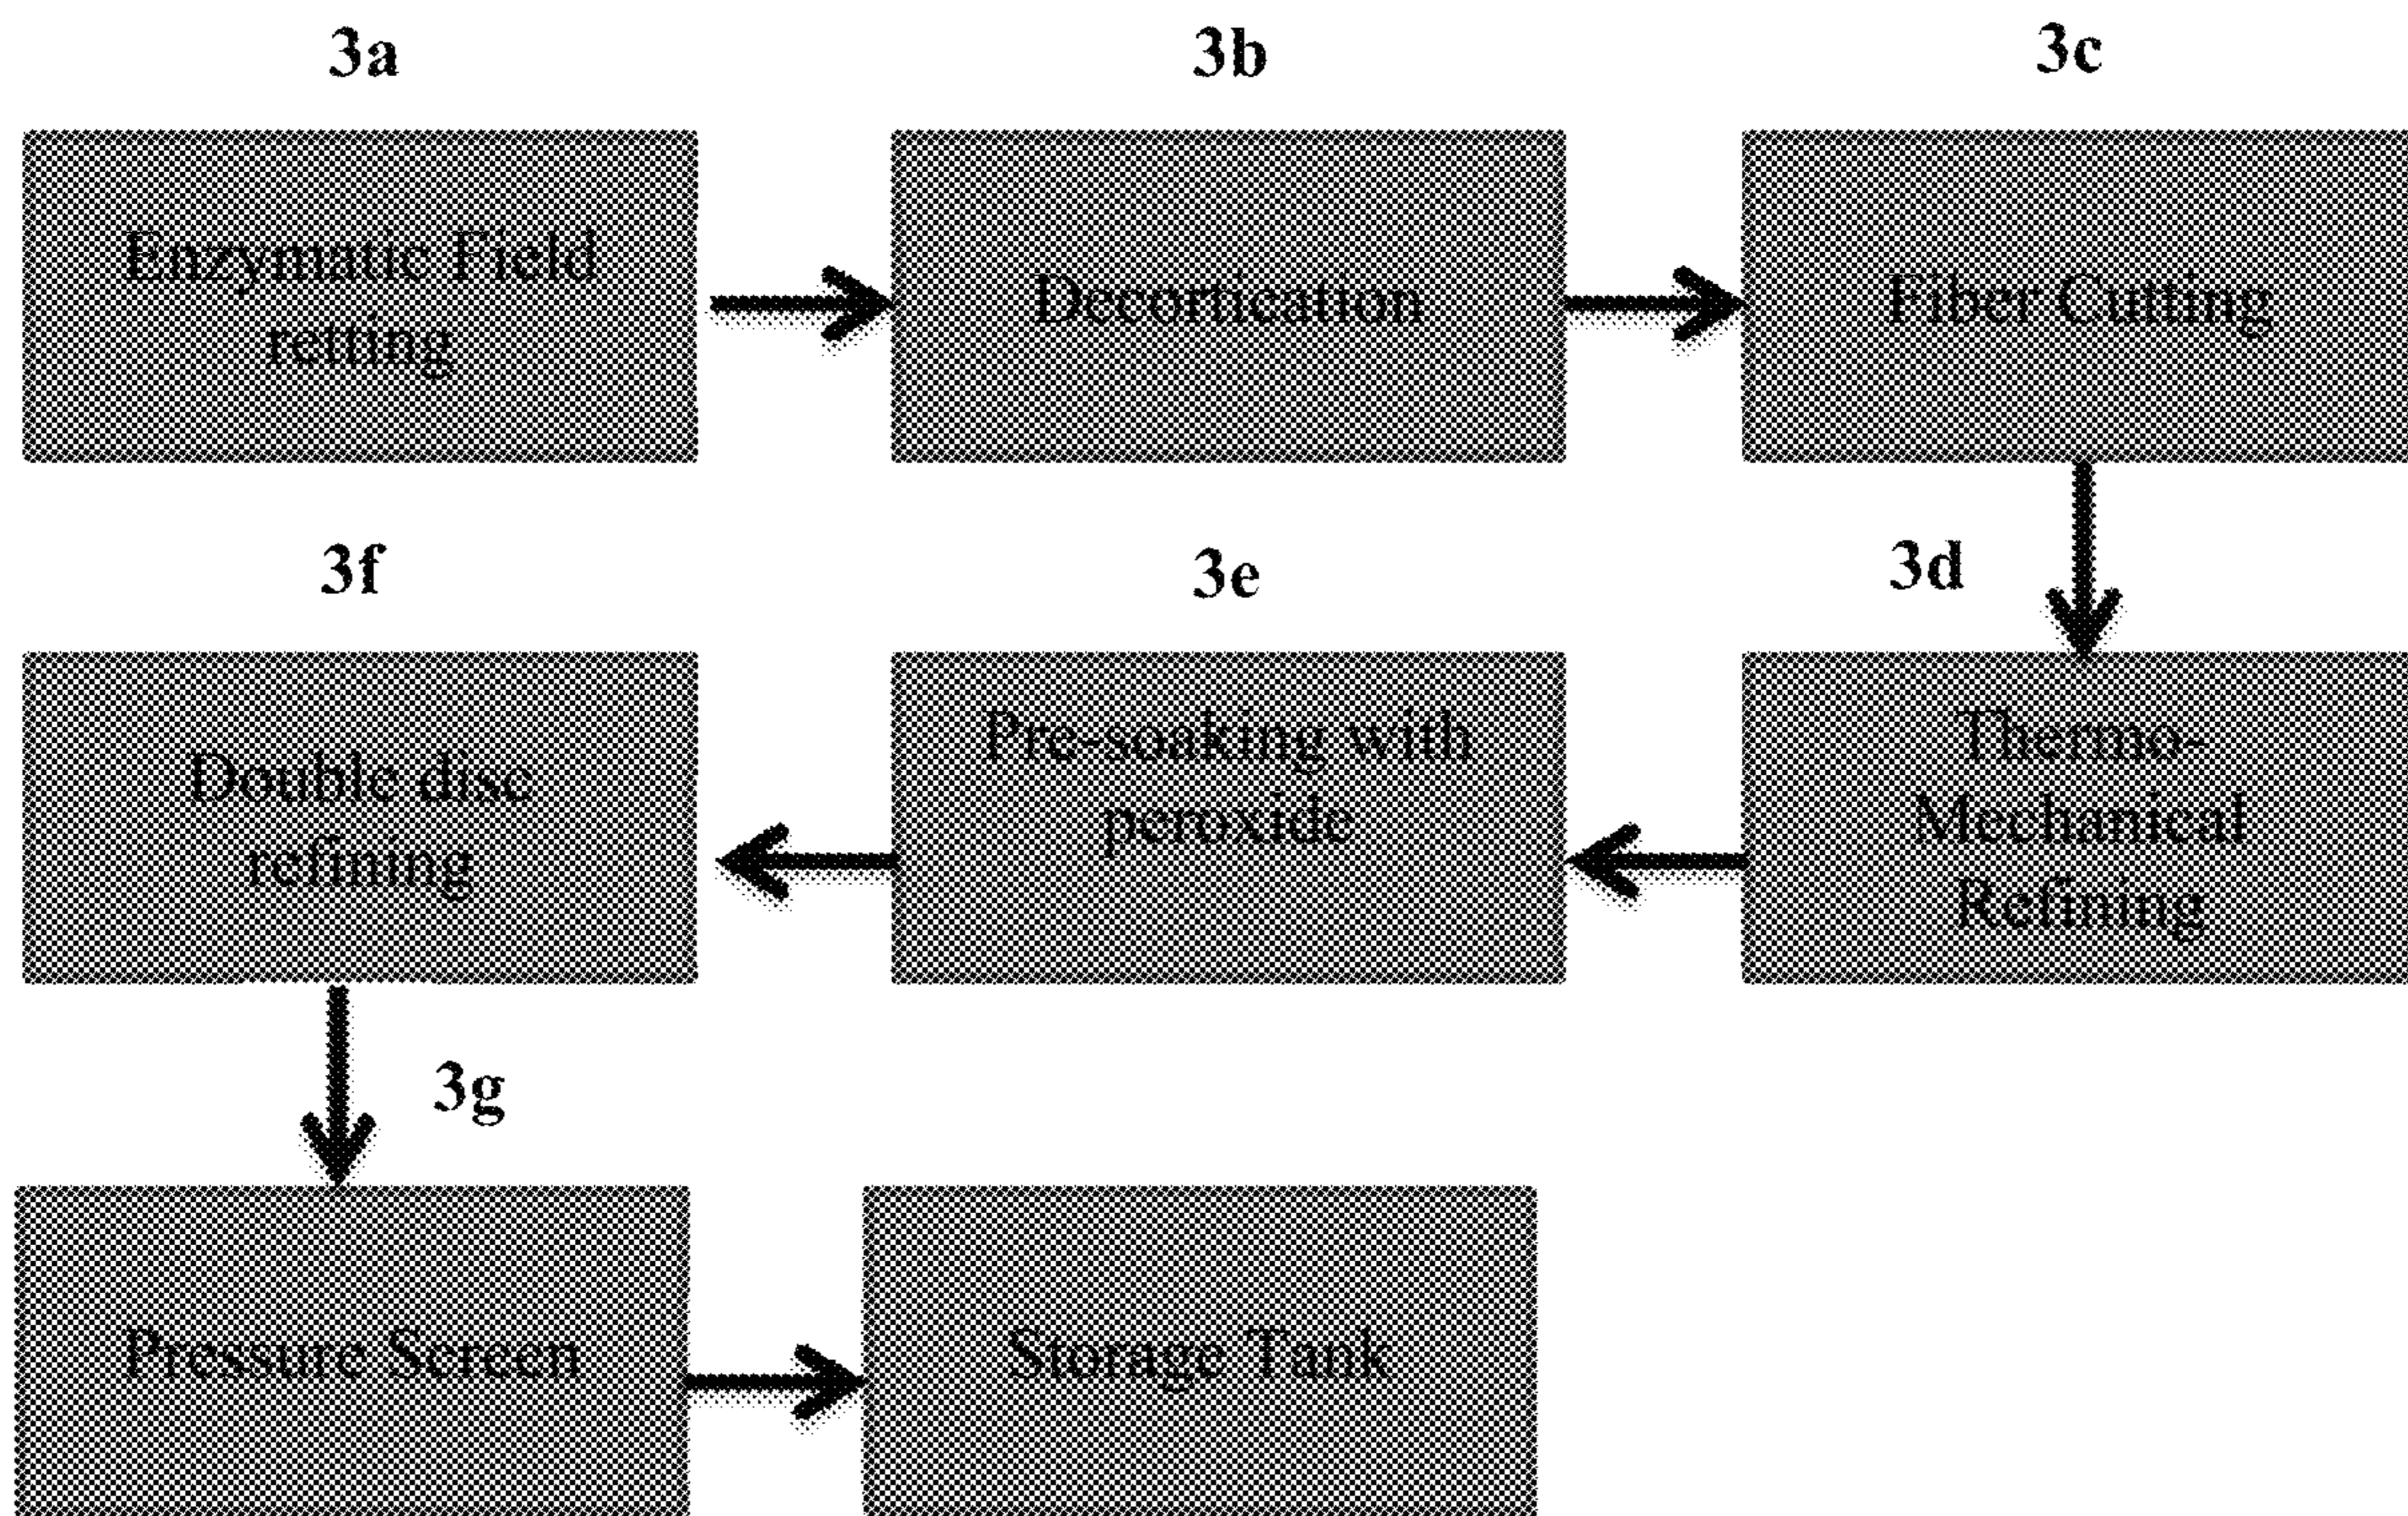 3a
3b
3c
Enzymatic Field
retting
Decortication
Fiber Cutting
3f
3e
3d
Double disc
refining
Pre-soaking with
peroxide
Thermo-
Mechanical
Refining
3g
Pressure Screen
Storage Tank